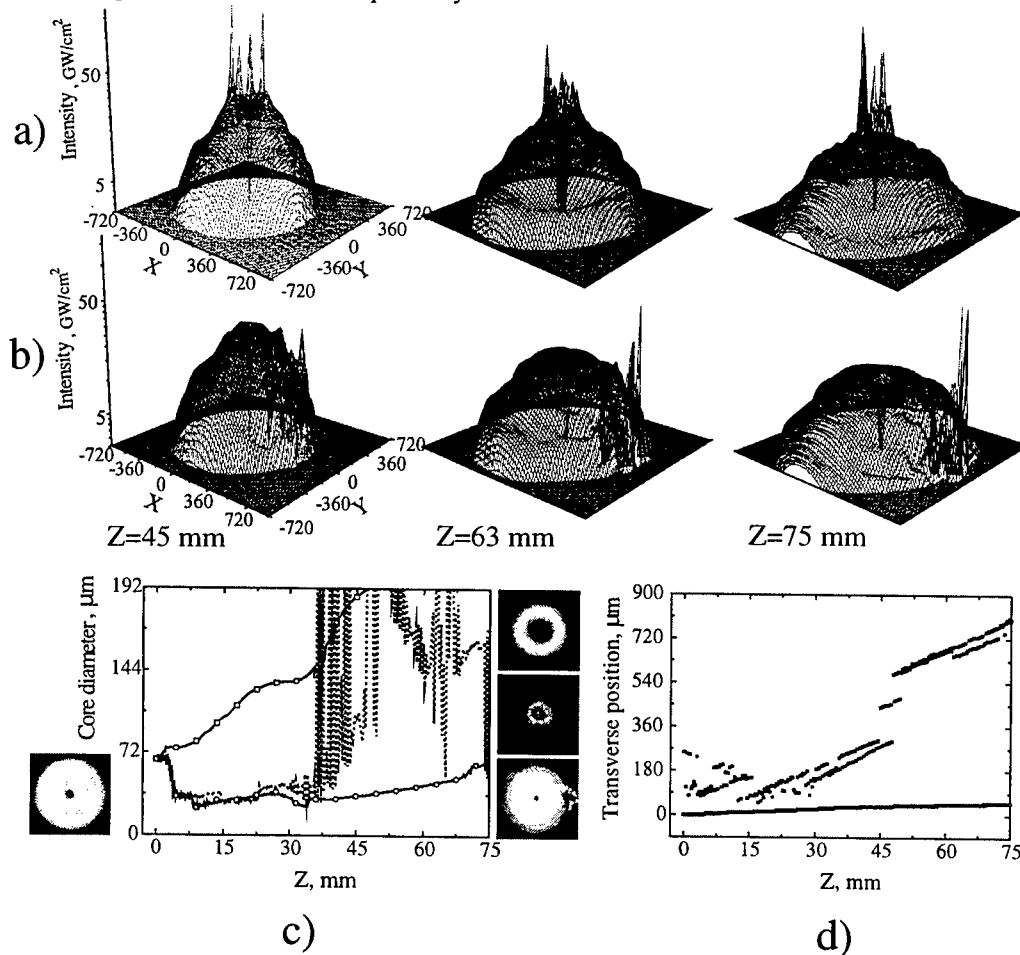 a)
Intensity, GW/cm²
50
5
-720
-360
0
360
720
X
-720
-360
0
360
720
Y
b)
Intensity, GW/cm²
50
5
-720
-360
0
360
720
X
-720
-360
0
360
720
Y
Z=45 mm
Z=63 mm
Z=75 mm
Core diameter, μm
192
144
72
0
0
15
30
45
60
75
Z, mm
c)
Transverse position, μm
900
720
540
360
180
0
0
15
30
45
60
75
Z, mm
d)